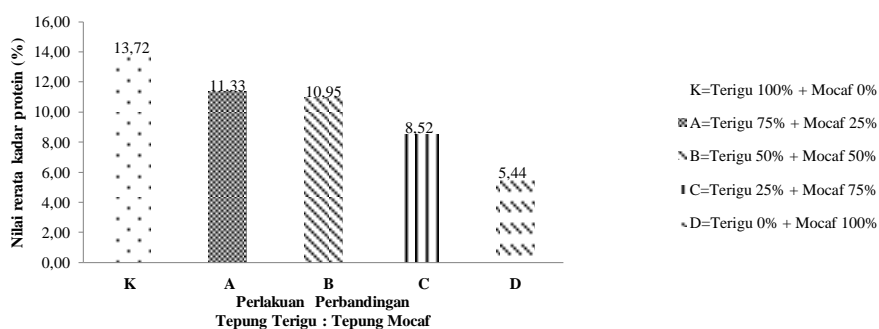 Nilai rerata kadar protein (%)
16,00
14,00
12,00
10,00
8,00
6,00
4,00
2,00
0,00
13,72
11,33
10,95
8,52
5,44
K
A
B
C
D
Perlakuan Perbandingan
Tepung Terigu : Tepung Mocaf
K=Terigu 100% + Mocaf 0%
A=Terigu 75% + Mocaf 25%
B=Terigu 50% + Mocaf 50%
C=Terigu 25% + Mocaf 75%
D=Terigu 0% + Mocaf 100%